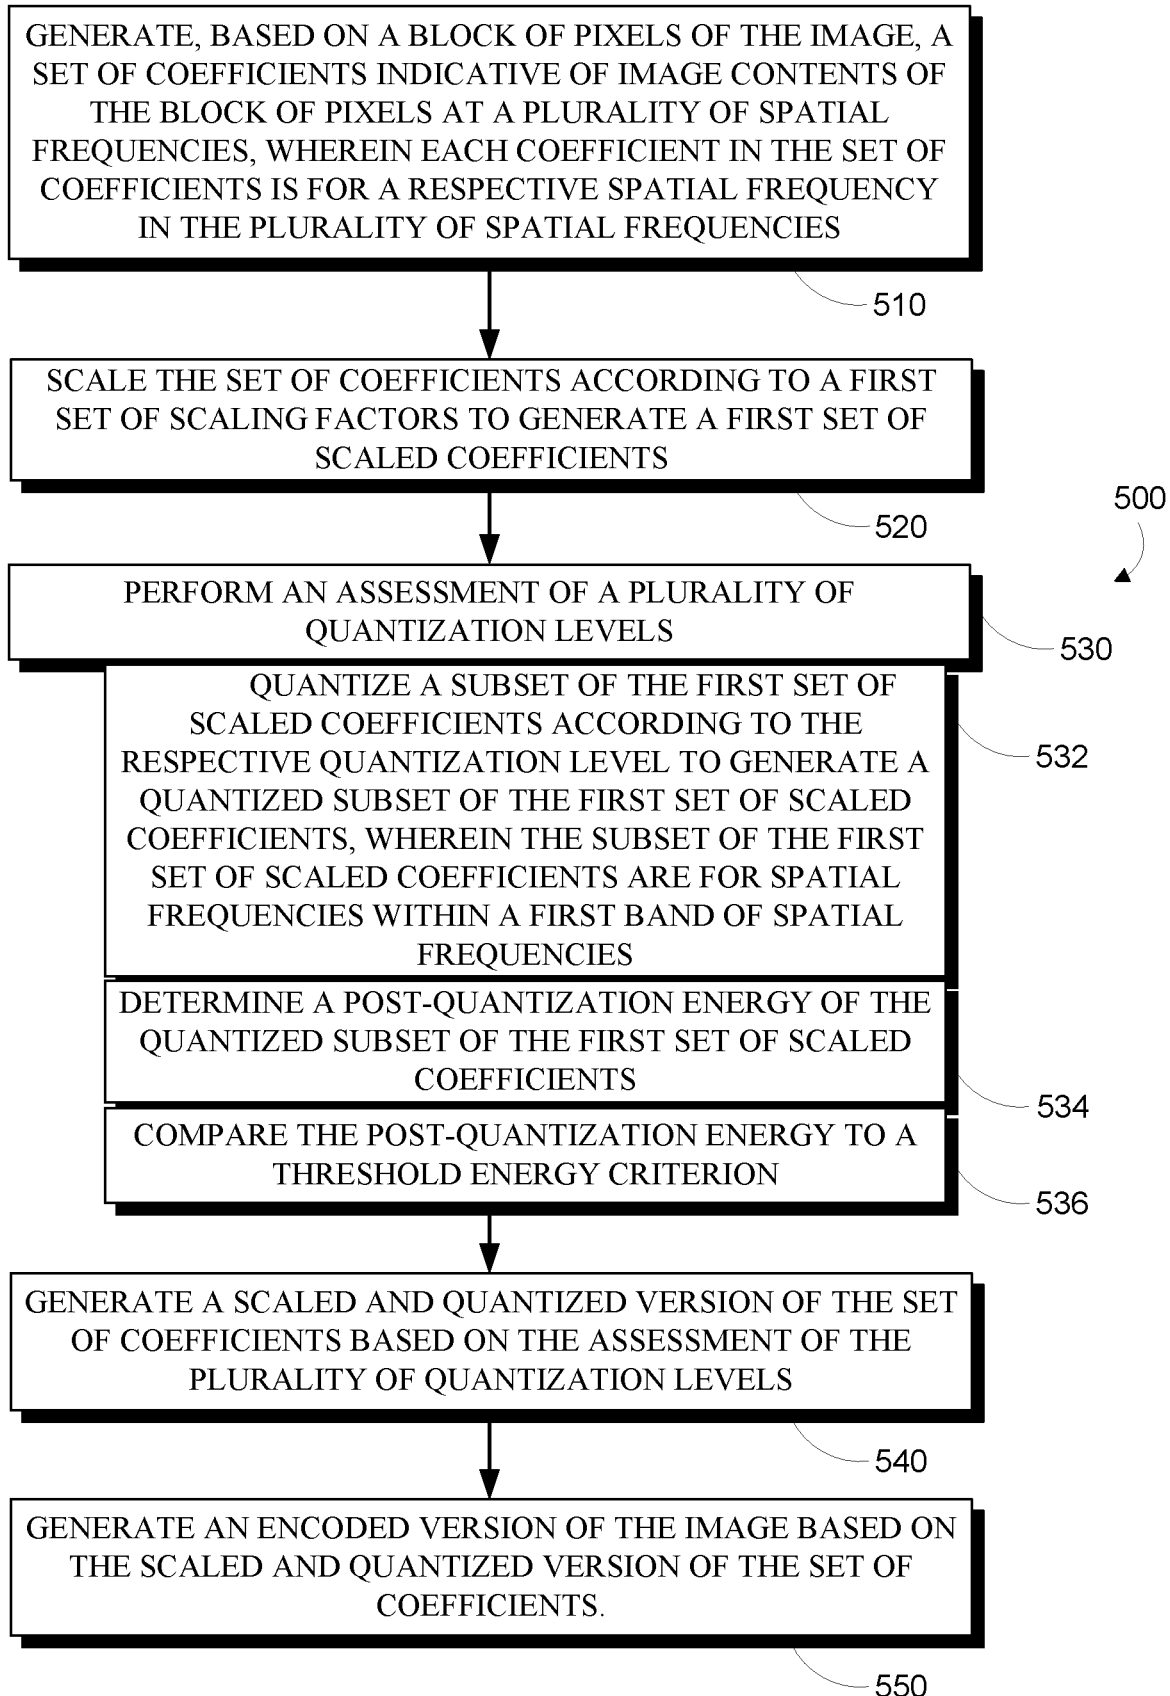 GENERATE, BASED ON A BLOCK OF PIXELS OF THE IMAGE, A
SET OF COEFFICIENTS INDICATIVE OF IMAGE CONTENTS OF
THE BLOCK OF PIXELS AT A PLURALITY OF SPATIAL
FREQUENCIES, WHEREIN EACH COEFFICIENT IN THE SET OF
COEFFICIENTS IS FOR A RESPECTIVE SPATIAL FREQUENCY
IN THE PLURALITY OF SPATIAL FREQUENCIES
510
SCALE THE SET OF COEFFICIENTS ACCORDING TO A FIRST
SET OF SCALING FACTORS TO GENERATE A FIRST SET OF
SCALED COEFFICIENTS
520
500
PERFORM AN ASSESSMENT OF A PLURALITY OF
QUANTIZATION LEVELS
530
QUANTIZE A SUBSET OF THE FIRST SET OF
SCALED COEFFICIENTS ACCORDING TO THE
RESPECTIVE QUANTIZATION LEVEL TO GENERATE A
QUANTIZED SUBSET OF THE FIRST SET OF SCALED
COEFFICIENTS, WHEREIN THE SUBSET OF THE FIRST
SET OF SCALED COEFFICIENTS ARE FOR SPATIAL
FREQUENCIES WITHIN A FIRST BAND OF SPATIAL
FREQUENCIES
532
DETERMINE A POST-QUANTIZATION ENERGY OF THE
QUANTIZED SUBSET OF THE FIRST SET OF SCALED
COEFFICIENTS
534
COMPARE THE POST-QUANTIZATION ENERGY TO A
THRESHOLD ENERGY CRITERION
536
GENERATE A SCALED AND QUANTIZED VERSION OF THE SET
OF COEFFICIENTS BASED ON THE ASSESSMENT OF THE
PLURALITY OF QUANTIZATION LEVELS
540
GENERATE AN ENCODED VERSION OF THE IMAGE BASED ON
THE SCALED AND QUANTIZED VERSION OF THE SET OF
COEFFICIENTS.
550